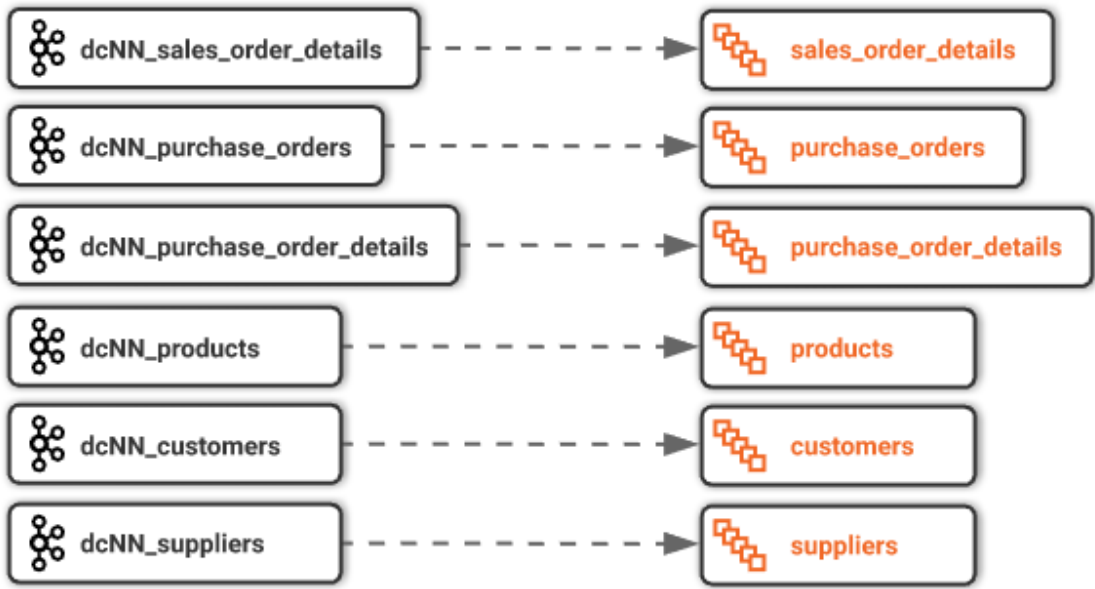 dcNN_sales_order_details sales_order_details
dcNN_purchase_orders purchase_orders
dcNN_purchase_order_details purchase_order_details
dcNN_products products
dcNN_customers customers
dcNN_suppliers suppliers